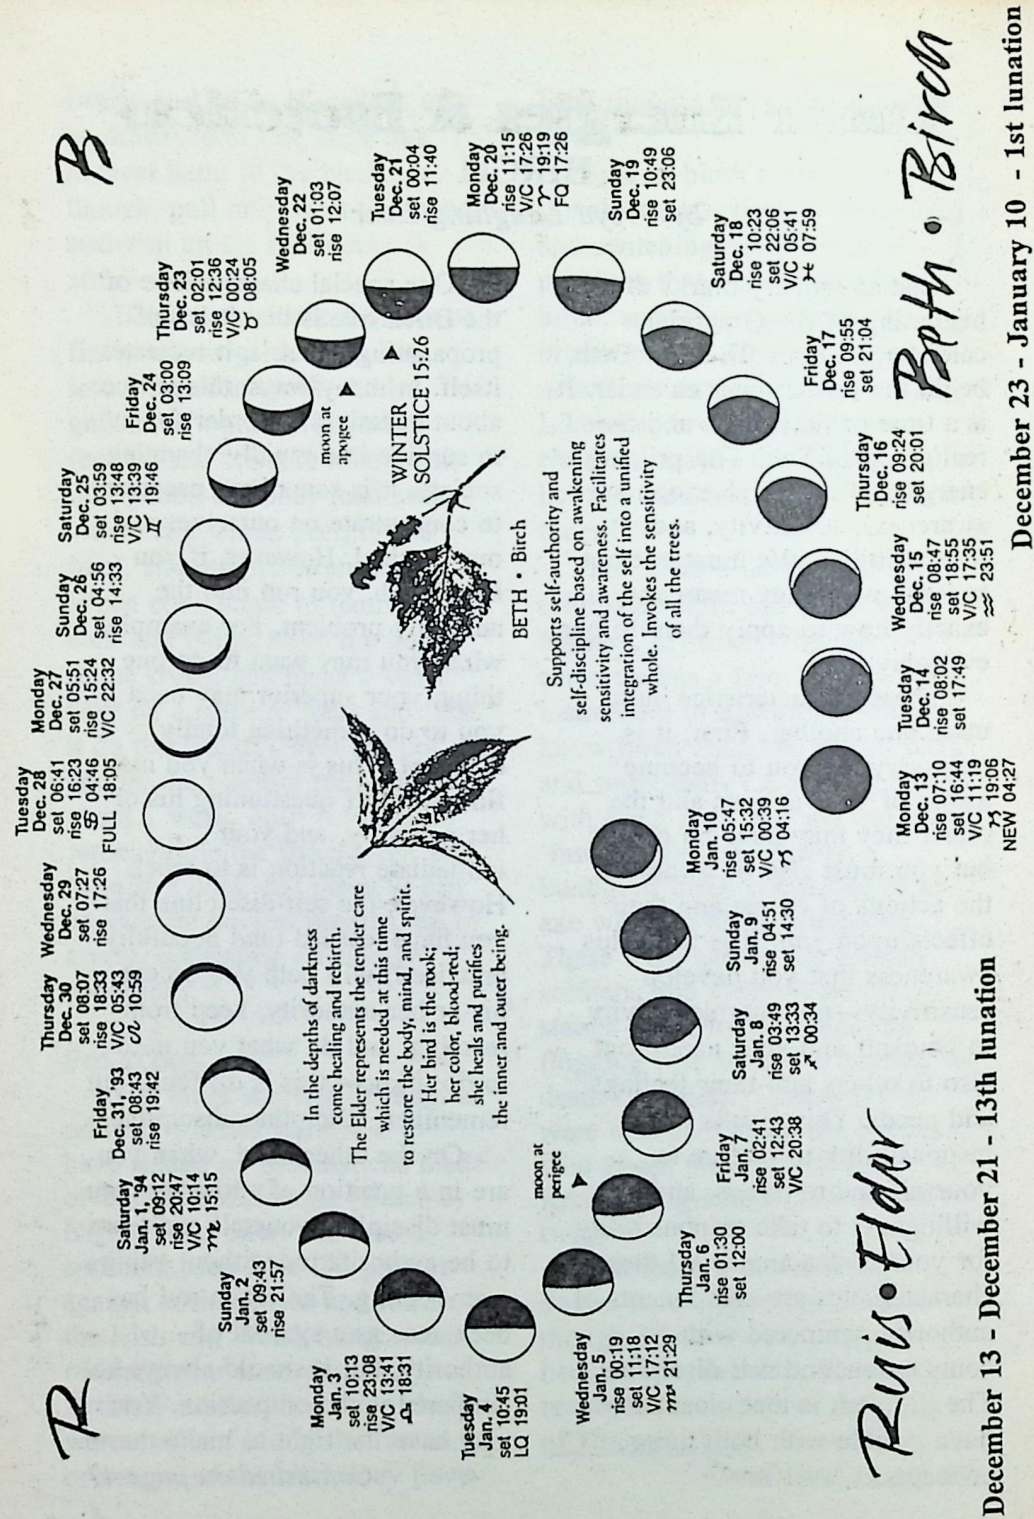 R
B
Monday
Dec. 13
rise 07:10
set 16:44
V/C 11:19
♑ 19:06
NEW 04:27
Tuesday
Dec. 14
rise 08:02
set 17:49
Wednesday
Dec. 15
rise 08:47
set 18:55
V/C 17:35
♒ 23:51
Thursday
Dec. 16
rise 09:24
set 20:01
Friday
Dec. 17
rise 09:55
set 21:04
Saturday
Dec. 18
rise 10:23
set 22:06
V/C 05:41
♓ 07:59
Sunday
Dec. 19
rise 10:49
set 23:06
Monday
Dec. 20
rise 11:15
V/C 17:26
♈ 19:19
FQ 17:26
Tuesday
Dec. 21
set 00:04
rise 11:40
WINTER
SOLSTICE 15:26
Wednesday
Dec. 22
set 01:03
rise 12:07
moon at
apogee
Thursday
Dec. 23
set 02:01
rise 12:36
V/C 00:24
♉ 08:05
Friday
Dec. 24
set 03:00
rise 13:09
Saturday
Dec. 25
set 03:59
rise 13:48
V/C 13:39
♊ 19:46
Sunday
Dec. 26
set 04:56
rise 14:33
Monday
Dec. 27
set 05:51
rise 15:24
V/C 22:32
Tuesday
Dec. 28
set 06:41
rise 16:23
♋ 04:46
FULL 18:05
Wednesday
Dec. 29
set 07:27
rise 17:26
Thursday
Dec. 30
set 08:07
rise 18:33
V/C 05:43
♌ 10:59
Friday
Dec. 31, '93
set 08:43
rise 19:42
Saturday
Jan. 1, '94
set 09:12
rise 20:47
V/C 10:14
♍ 15:15
Sunday
Jan. 2
set 09:43
rise 21:57
Monday
Jan. 3
set 10:13
rise 23:08
V/C 13:41
♎ 18:31
Tuesday
Jan. 4
set 10:45
LQ 19:01
Wednesday
Jan. 5
rise 00:19
set 11:18
V/C 17:12
♏ 21:29
moon at
perigee
Thursday
Jan. 6
rise 01:30
set 12:00
Friday
Jan. 7
rise 02:41
set 12:43
V/C 20:38
Saturday
Jan. 8
rise 03:49
set 13:33
♐ 00:34
Sunday
Jan. 9
rise 04:51
set 14:30
Monday
Jan. 10
rise 05:47
set 15:32
V/C 00:39
♑ 04:16
In the depths of darkness
come healing and rebirth.
The Elder represents the tender care
which is needed at this time
to restore the body, mind, and spirit.
Her bird is the rook;
her color, blood-red;
she heals and purifies
the inner and outer being.
BETH • Birch
Supports self-authority and
self-discipline based on awakening
sensitivity and awareness. Facilitates
integration of the self into a unified
whole. Invokes the sensitivity
of all the trees.
Ruis • Elder
Beth • Birch
December 13 - December 21 - 13th lunation
December 23 - January 10 - 1st lunation